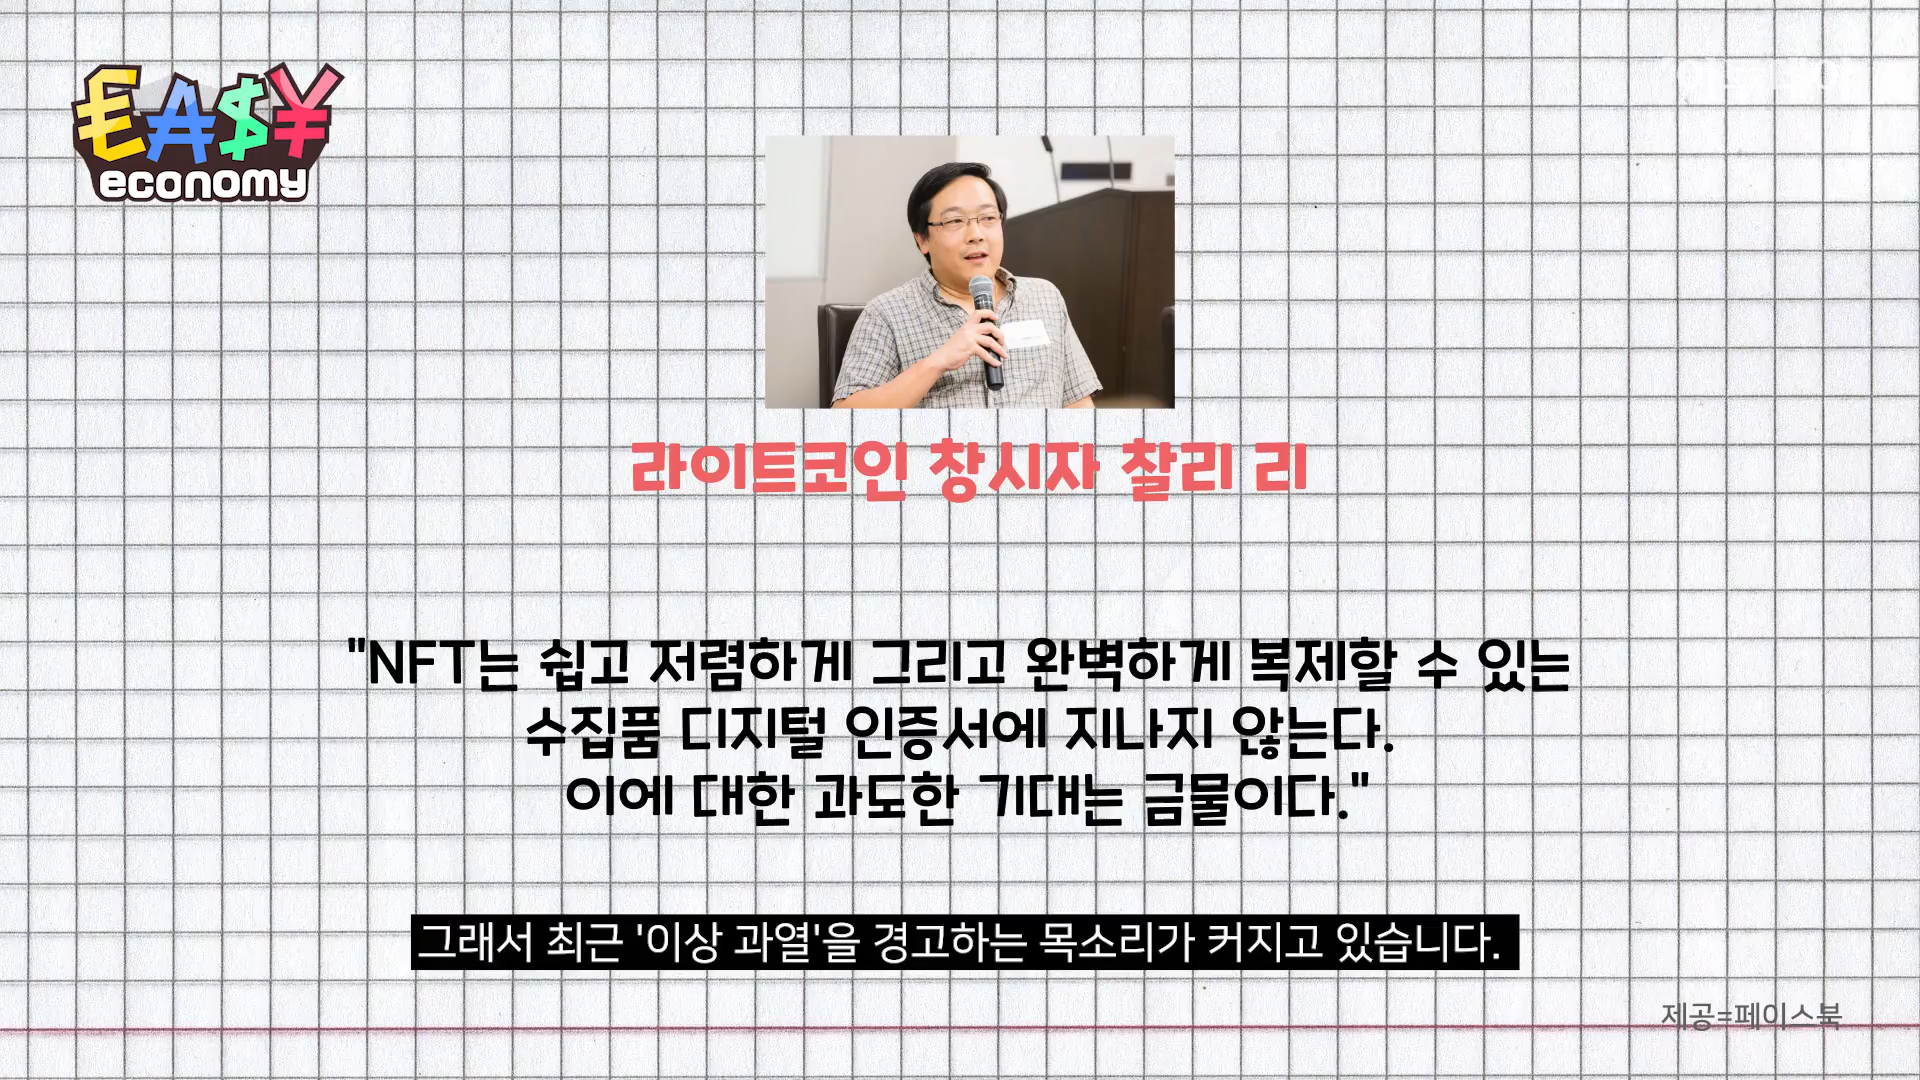 EA$¥
economy
라이트코인 창시자 찰리 리
"NFT는 쉽고 저렴하게 그리고 완벽하게 복제할 수 있는
수집품 디지털 인증서에 지나지 않는다.
이에 대한 과도한 기대는 금물이다."
그래서 최근 '이상 과열'을 경고하는 목소리가 커지고 있습니다.
제공=페이스북